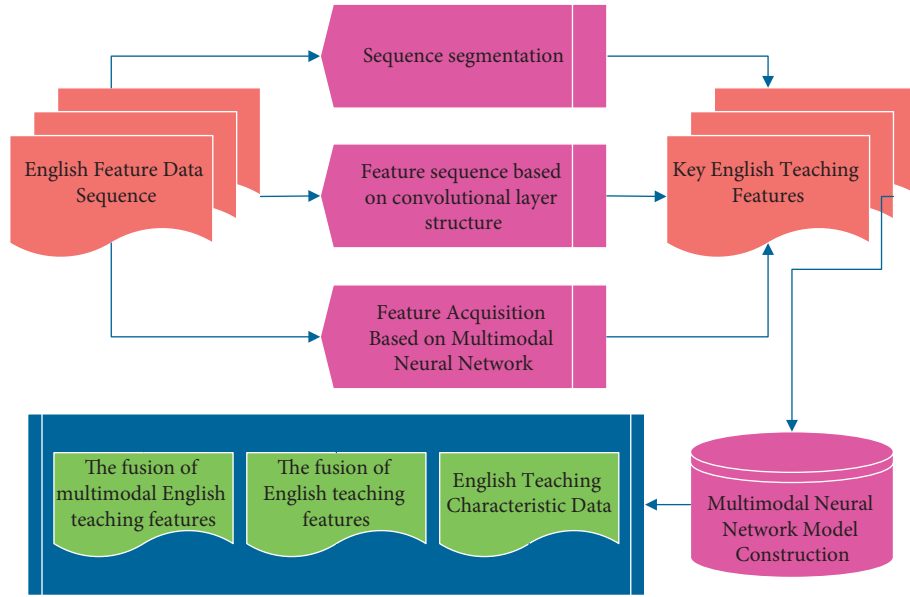 Sequence segmentation
English Feature Data
Sequence
Feature sequence based
on convolutional layer
structure
Key English Teaching
Features
Feature Acquisition
Based on Multimodal
Neural Network
The fusion of
multimodal English
teaching features
The fusion of
English teaching
features
English Teaching
Characteristic Data
Multimodal Neural
Network Model
Construction